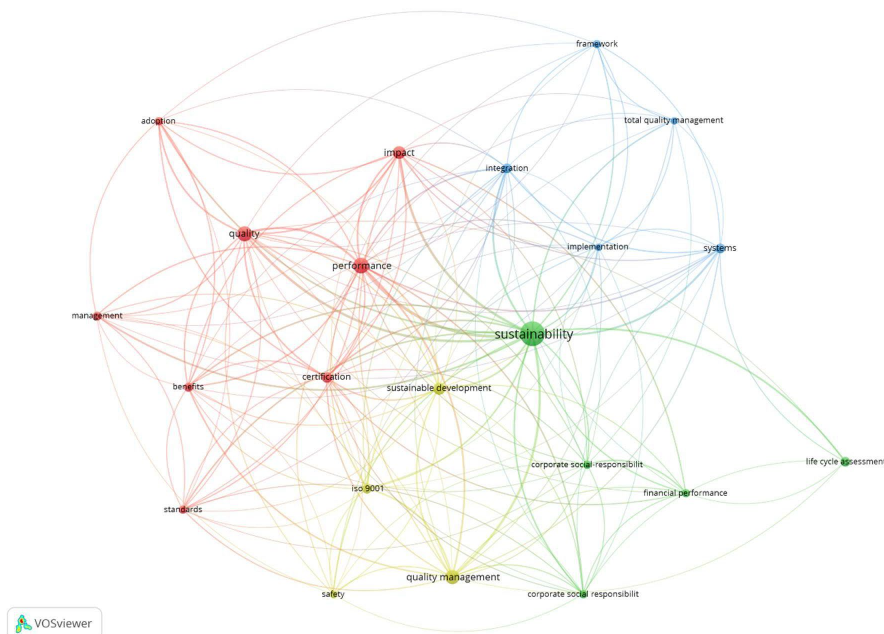 framework
adoption
total quality management
impact
integration
quality
implementation
systems
performance
management
sustainability
certification
benefits
sustainable development
corporate social-responsibilit
life cycle assessment
iso 9001
financial performance
standards
quality management
safety
corporate social responsibilit
VOSviewer